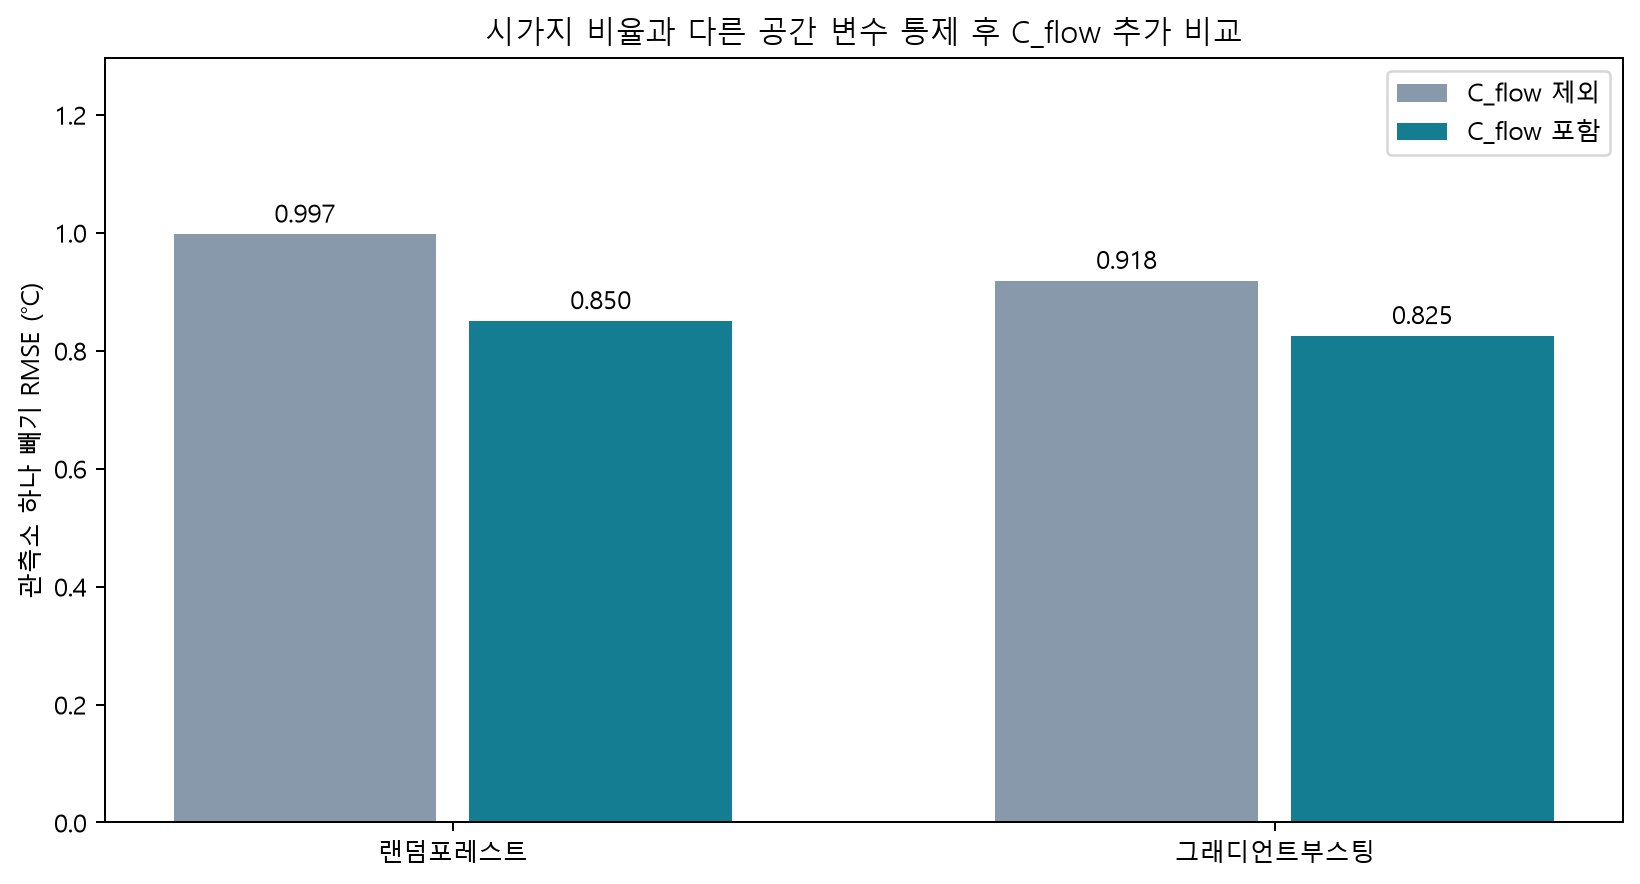 시가지 비율과 다른 공간 변수 통제 후 C_flow 추가 비교
C_flow 제외
C_flow 포함
관측소 하나 빼기 RMSE (°C)
1.2
1.0
0.8
0.6
0.4
0.2
0.0
0.997
0.850
0.918
0.825
랜덤포레스트
그래디언트부스팅